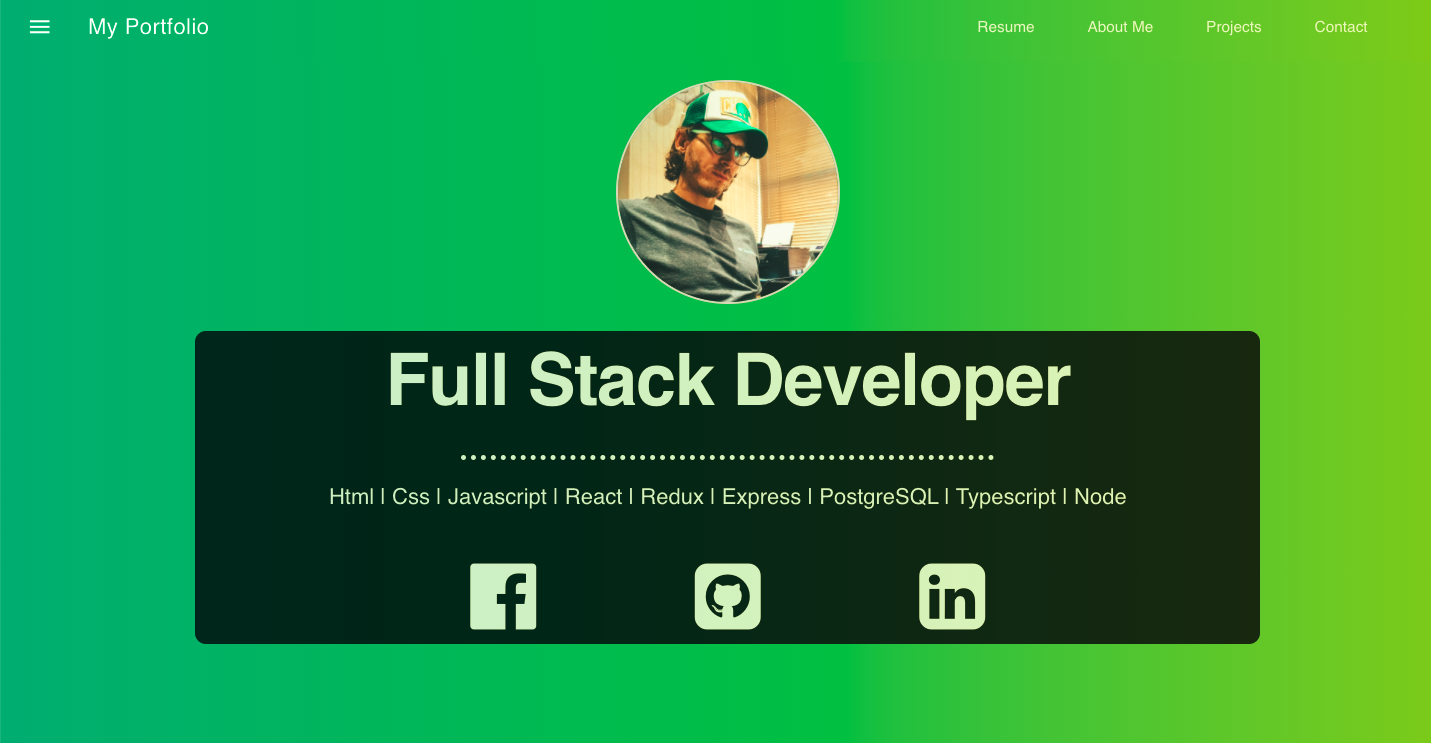 My Portfolio
Resume About Me Projects Contact
Full Stack Developer
Html | Css | Javascript | React | Redux | Express | PostgreSQL | Typescript | Node
f
in